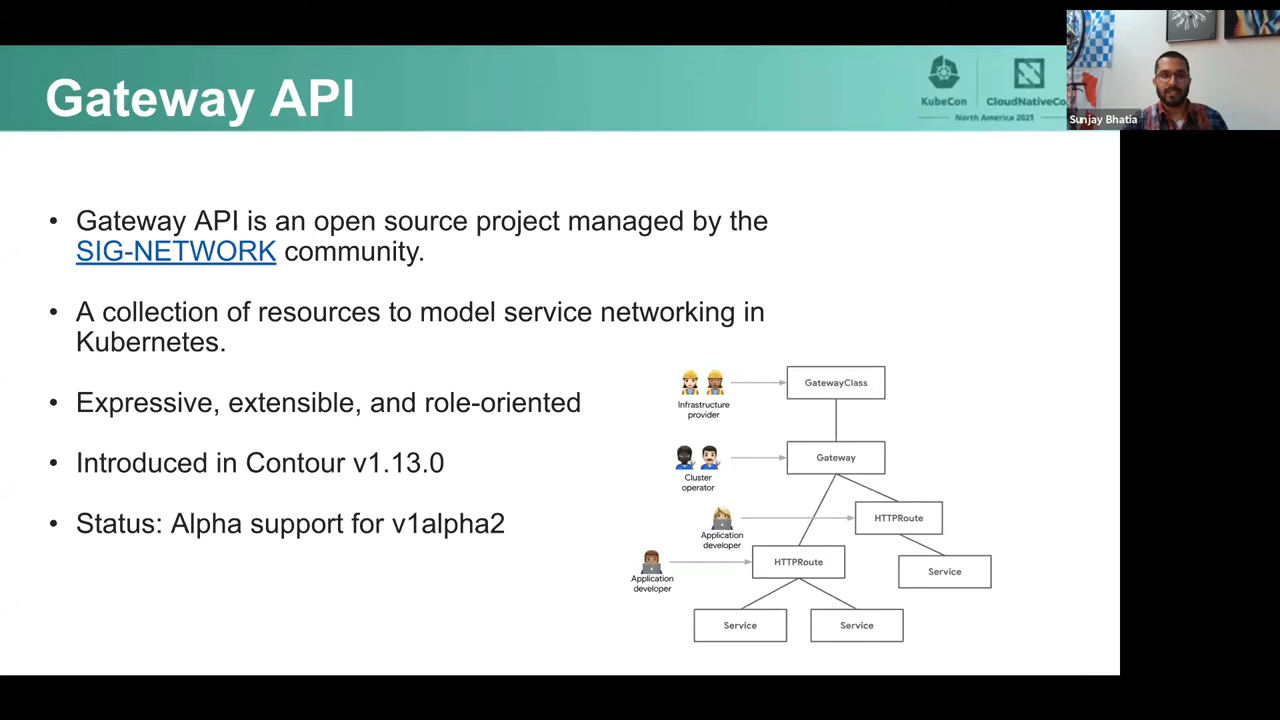 Gateway API
KubeCon
CloudNativeCo
North America 2021
Sunjay Bhatia
• Gateway API is an open source project managed by the
SIG-NETWORK community.
• A collection of resources to model service networking in
Kubernetes.
• Expressive, extensible, and role-oriented
• Introduced in Contour v1.13.0
• Status: Alpha support for v1alpha2
GatewayClass
Infrastructure
provider
Gateway
Cluster
operator
HTTPRoute
Application
developer
HTTPRoute
Service
Application
developer
Service
Service